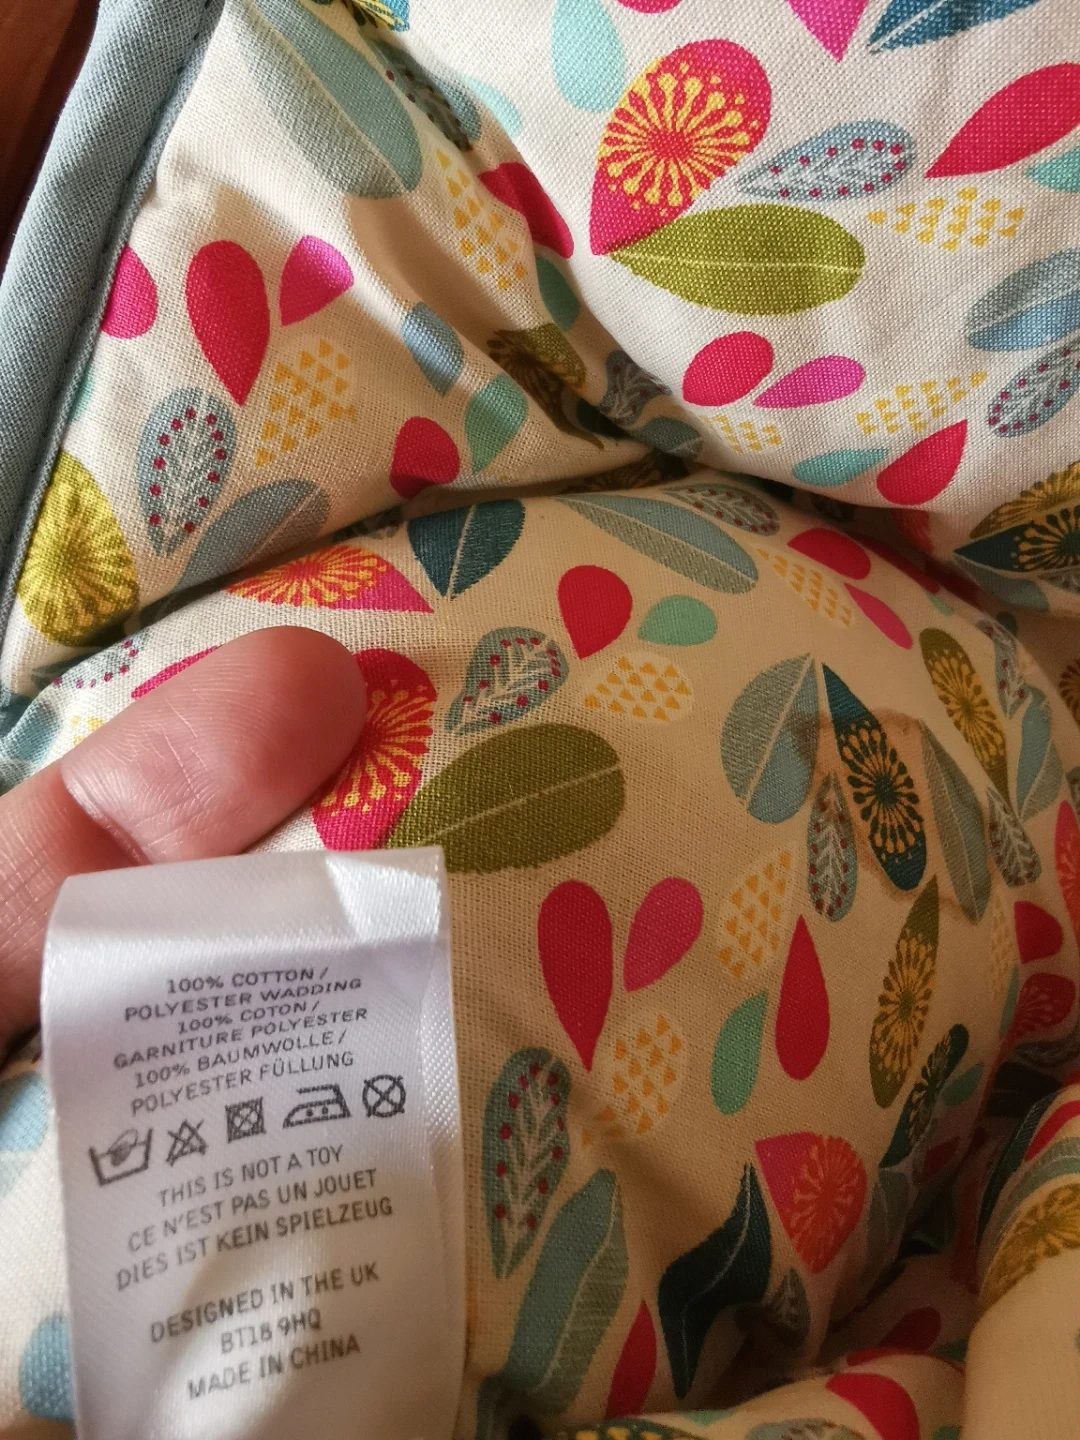 100% COTTON /
POLYESTER WADDING
100% COTON /
GARNITURE POLYESTER
100% BAUMWOLLE /
POLYESTER FÜLLUNG
THIS IS NOT A TOY
CE N'EST PAS UN JOUET
DIES IST KEIN SPIELZEUG
DESIGNED IN THE UK
BT18 9HQ
MADE IN CHINA